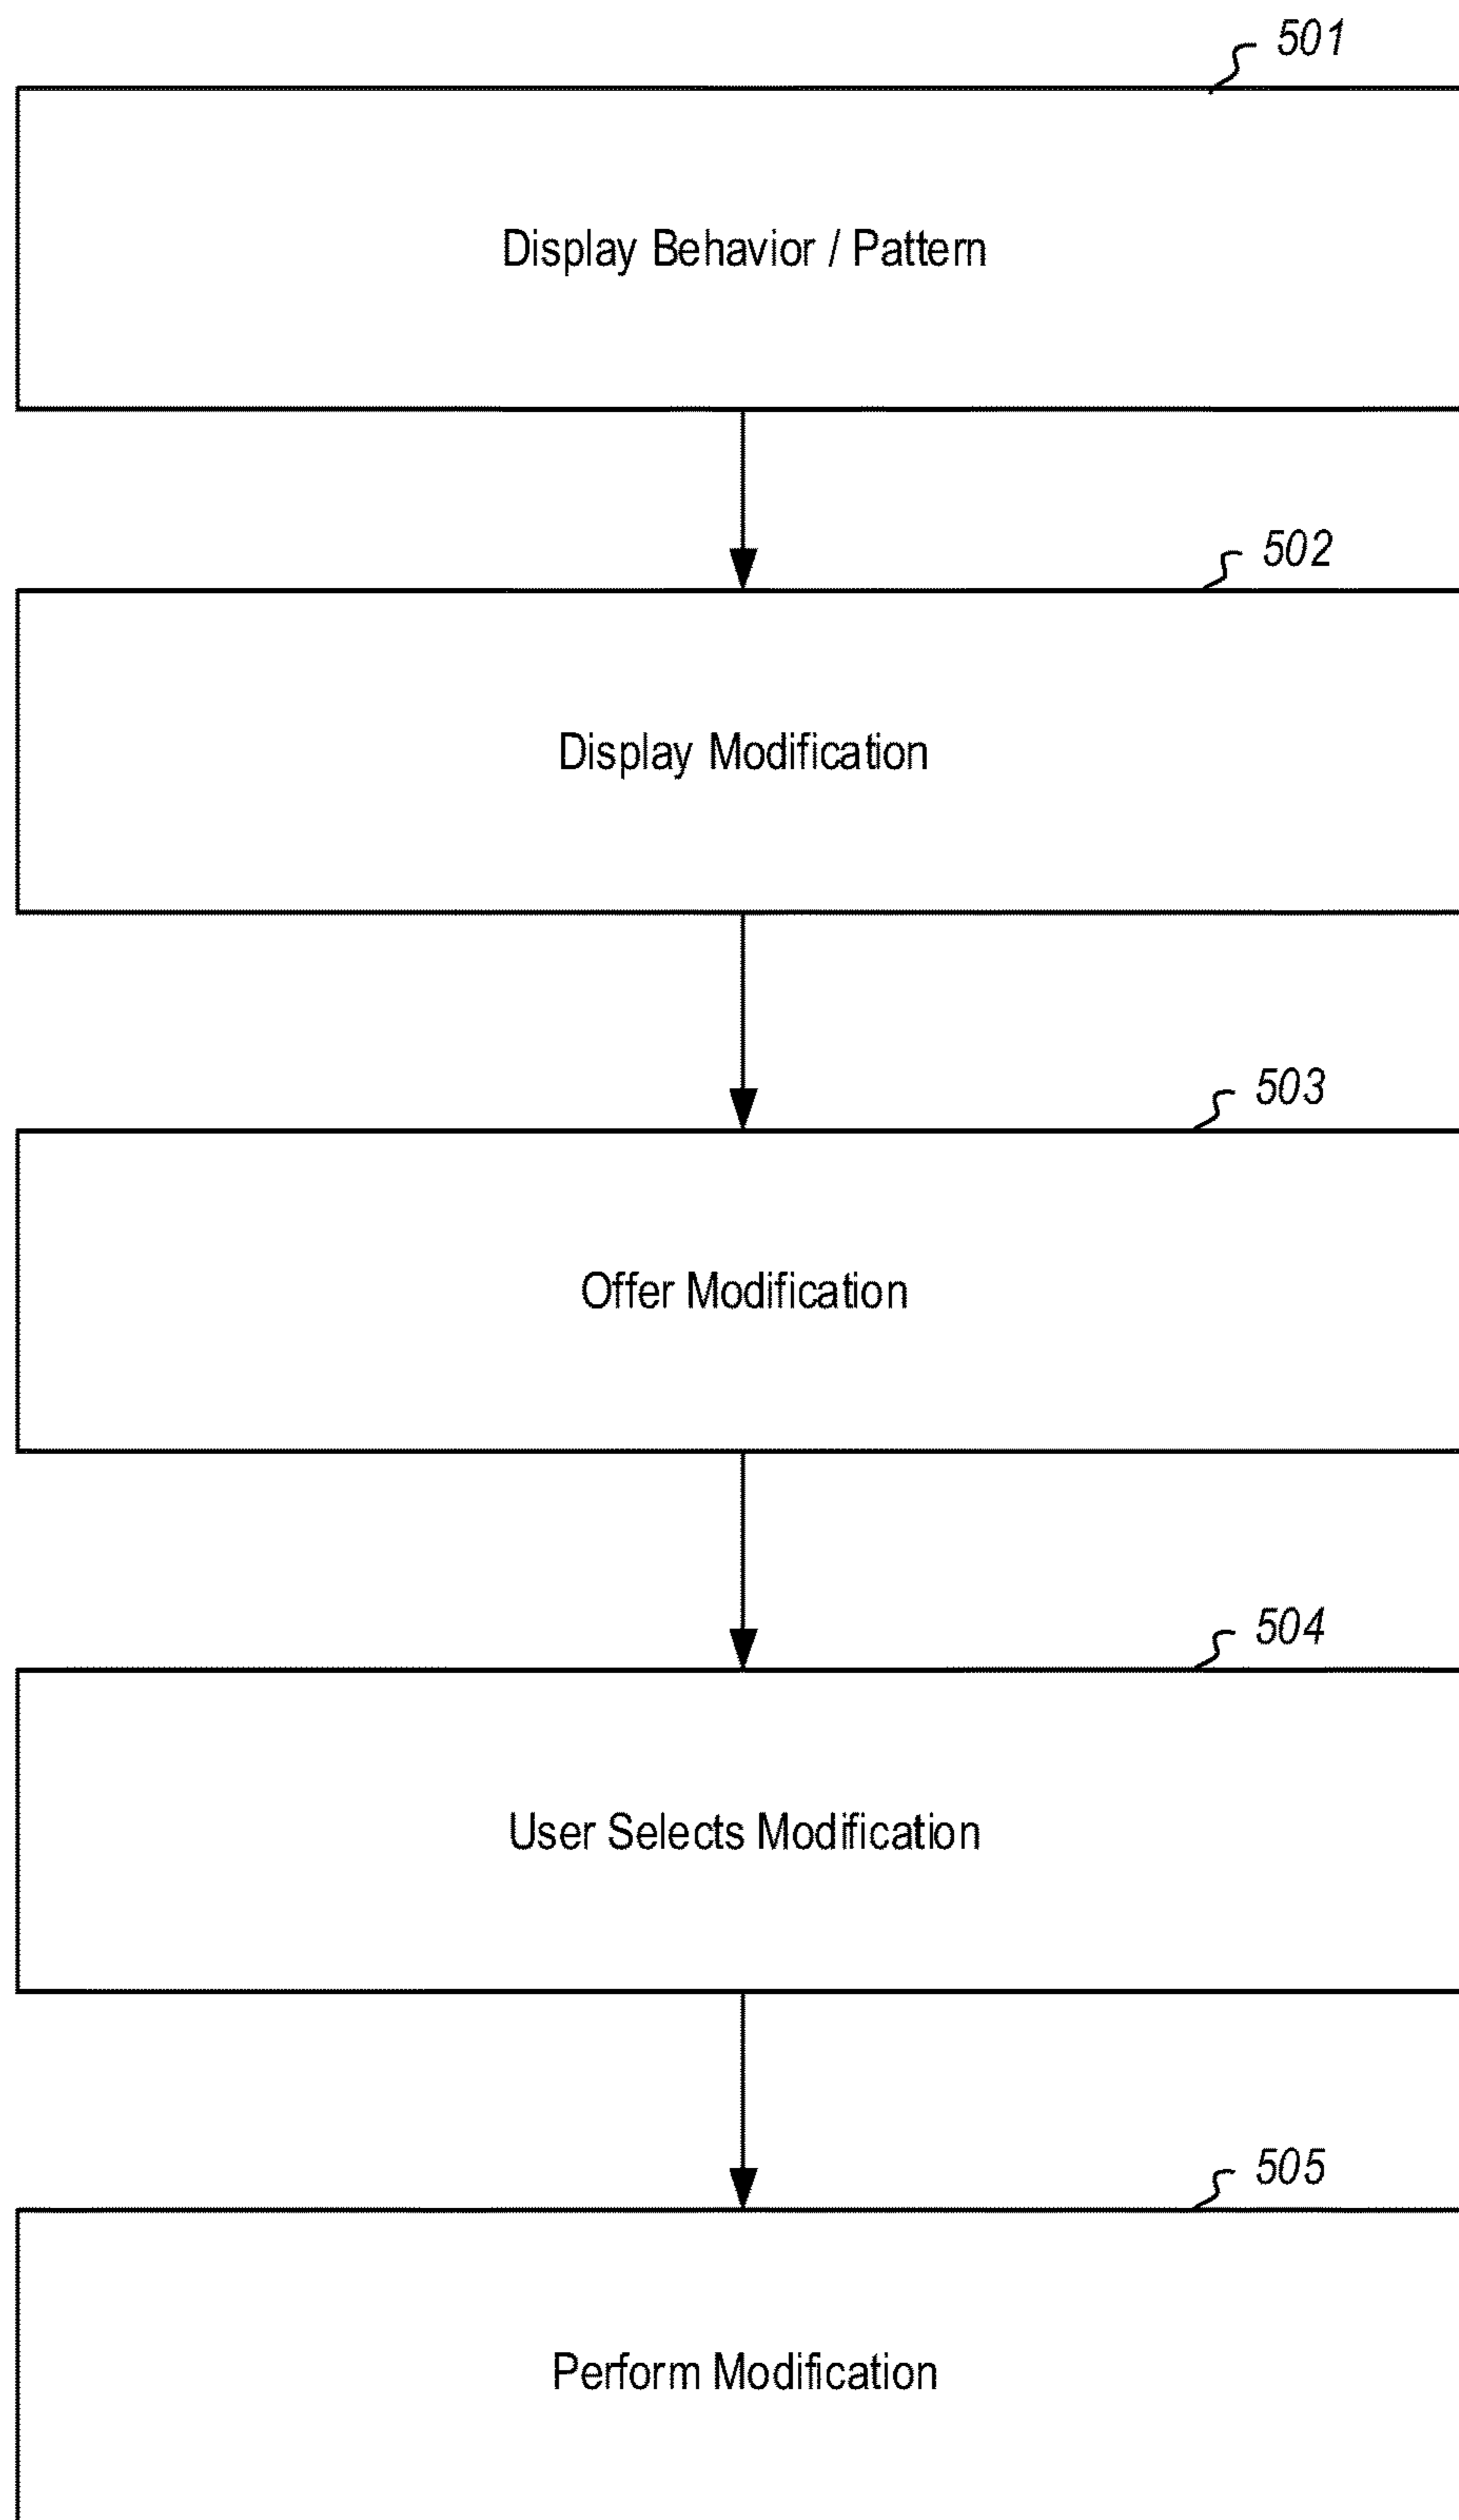 501
Display Behavior / Pattern
502
Display Modification
503
Offer Modification
504
User Selects Modification
505
Perform Modification